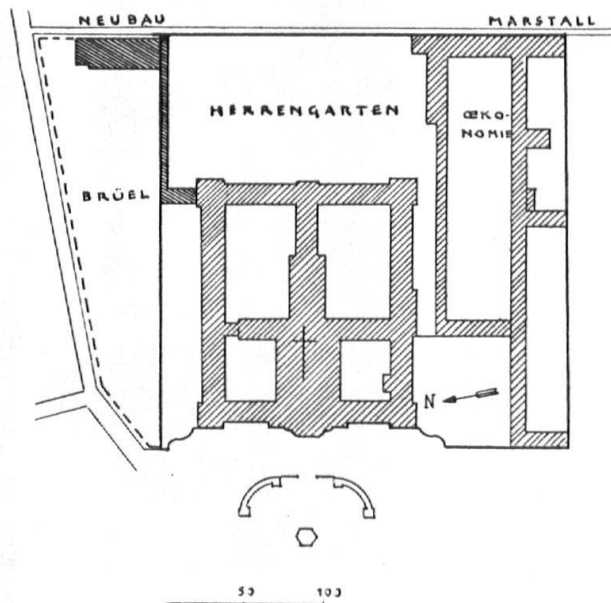 NEUBAU MARSTALL
HERRENGARTEN
ŒKO-
NOMIE
BRÜEL
N
50 100